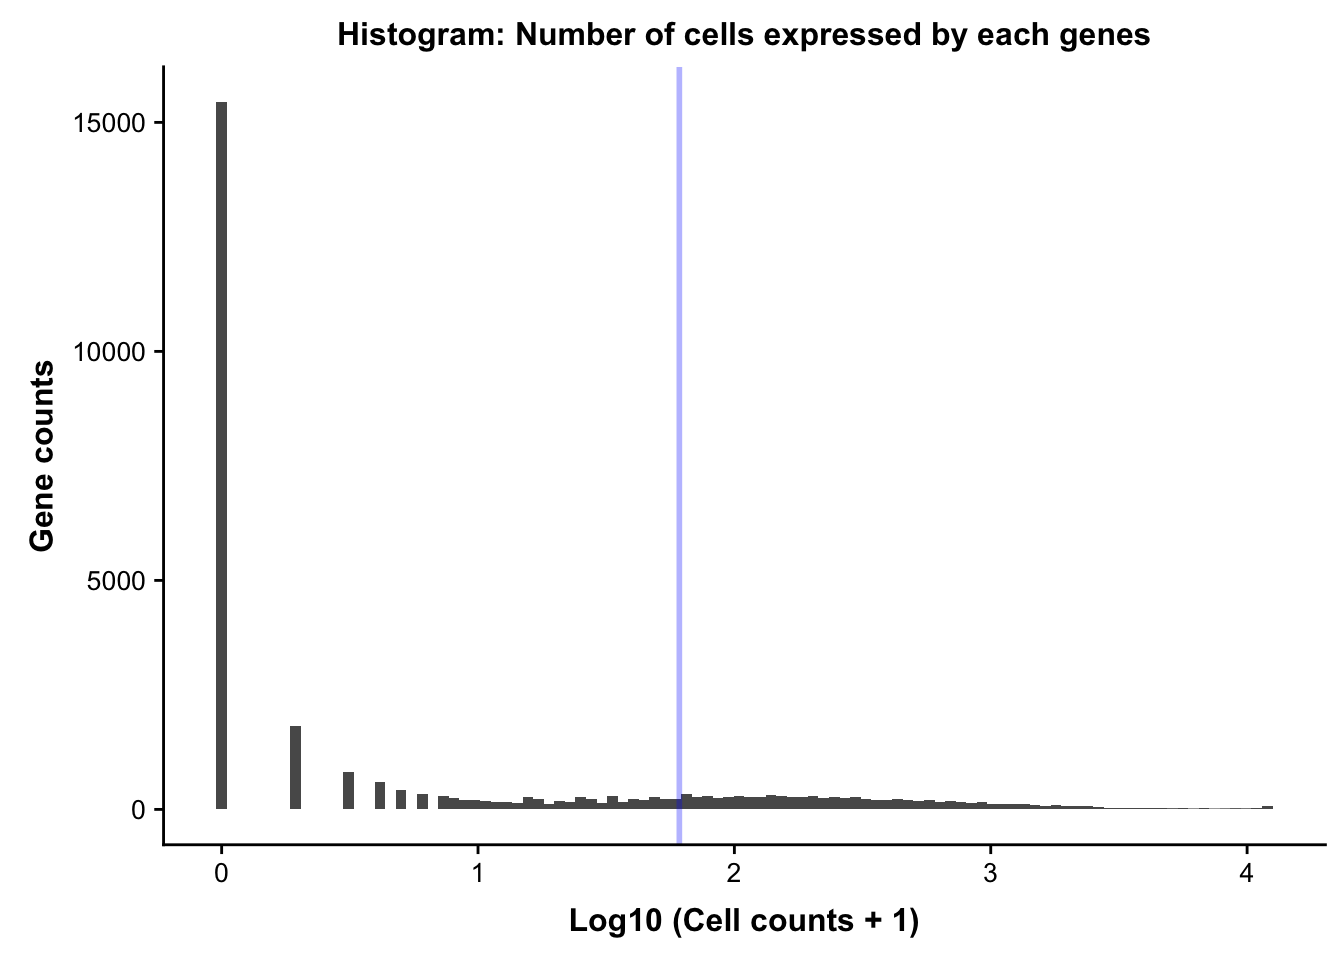 Histogram: Number of cells expressed by each genes
Gene counts
15000
10000
5000
0
0 1 2 3 4
Log10 (Cell counts + 1)